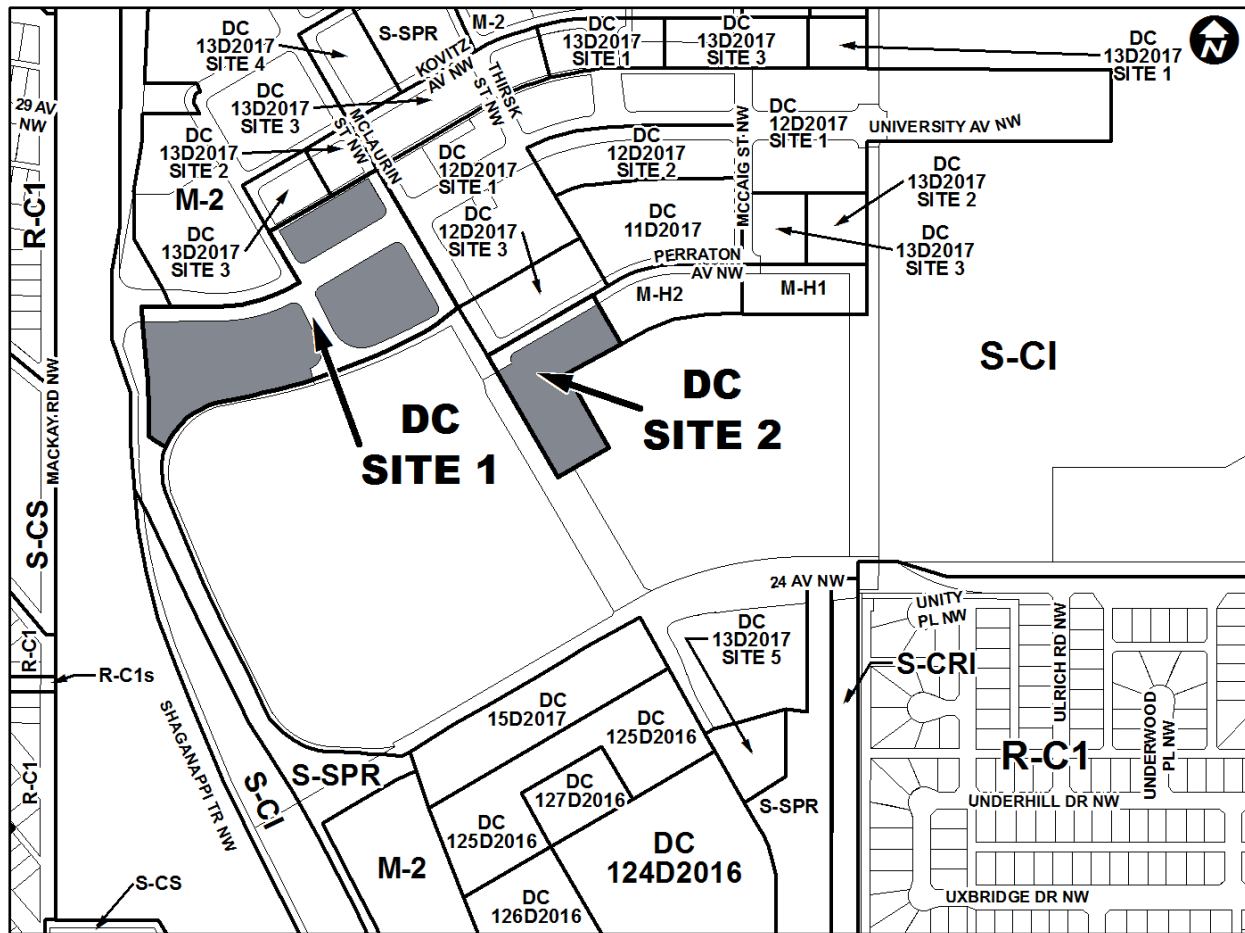 DC
13D2017
SITE 4
S-SPR
M-2
DC
13D2017
SITE 1
DC
13D2017
SITE 3
DC
13D2017
SITE 1
N
29 AV
NW
DC
13D2017
SITE 3
KOVITZ
AV NW
THIRSK
ST NW
DC
13D2017
SITE 2
MCLAURIN
ST NW
DC
12D2017
SITE 1
DC
12D2017
SITE 2
MCCAIG ST NW
DC
12D2017
SITE 1
UNIVERSITY AV NW
R-C1
M-2
DC
13D2017
SITE 2
DC
13D2017
SITE 3
DC
12D2017
SITE 3
DC
11D2017
DC
13D2017
SITE 3
PERRATON
AV NW
M-H2
M-H1
S-CI
DC
SITE 1
DC
SITE 2
MACKAY RD NW
S-CS
24 AV NW
UNITY
PL NW
ULRICH RD NW
DC
13D2017
SITE 5
S-CRI
R-C1
R-C1s
UNDERWOOD
PL NW
SHAGANAPPI TR NW
DC
15D2017
DC
125D2016
R-C1
R-C1
S-CI
S-SPR
DC
127D2016
S-SPR
UNDERHILL DR NW
DC
125D2016
M-2
DC
124D2016
S-CS
DC
126D2016
UXBRIDGE DR NW